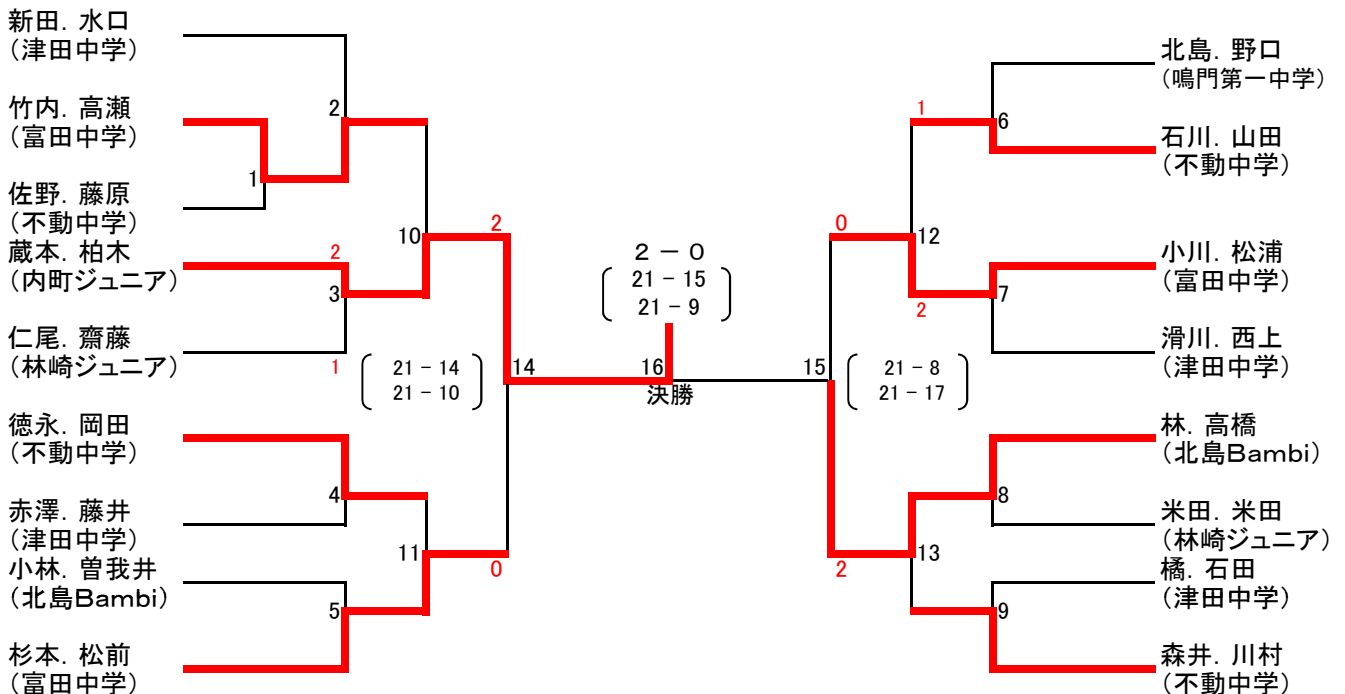 新田．水口
（津田中学）
竹内．高瀬
（富田中学）
佐野．藤原
（不動中学）
蔵本．柏木
（内町ジュニア）
仁尾．齋藤
（林崎ジュニア）
徳永．岡田
（不動中学）
赤澤．藤井
（津田中学）
小林．曽我井
（北島Bambi）
杉本．松前
（富田中学）
1
2
2
3
1
4
5
10
11
2
0
21 － 14
21 － 10
14
２ － ０
21 － 15
21 － 9
16
決勝
15
21 － 8
21 － 17
0
2
12
13
1
2
6
7
8
9
北島．野口
（鳴門第一中学）
石川．山田
（不動中学）
小川．松浦
（富田中学）
滑川．西上
（津田中学）
林．高橋
（北島Bambi）
米田．米田
（林崎ジュニア）
橘．石田
（津田中学）
森井．川村
（不動中学）